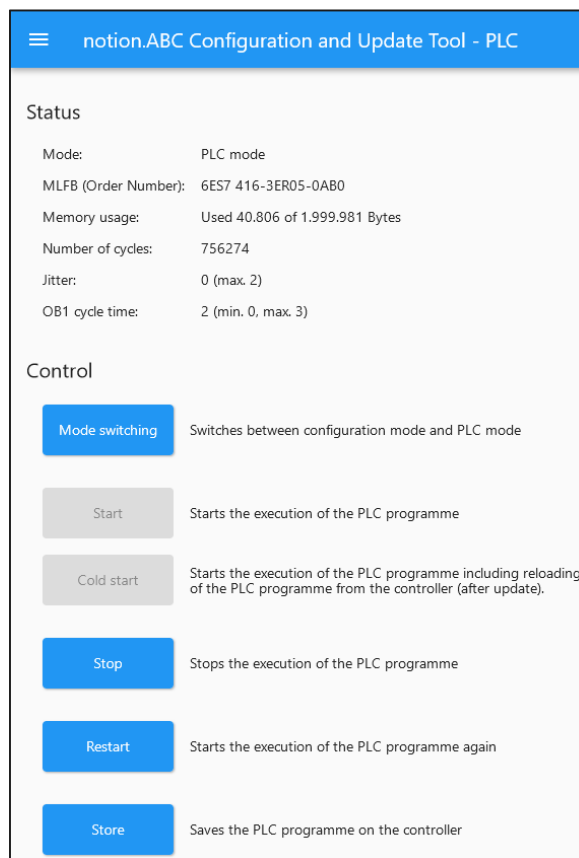 notion.ABC Configuration and Update Tool - PLC
Status
Mode: PLC mode
MLFB (Order Number): 6ES7 416-3ER05-0AB0
Memory usage: Used 40.806 of 1.999.981 Bytes
Number of cycles: 756274
Jitter: 0 (max. 2)
OB1 cycle time: 2 (min. 0, max. 3)
Control
Mode switching Switches between configuration mode and PLC mode
Start Starts the execution of the PLC programme
Cold start Starts the execution of the PLC programme including reloading
of the PLC programme from the controller (after update).
Stop Stops the execution of the PLC programme
Restart Starts the execution of the PLC programme again
Store Saves the PLC programme on the controller